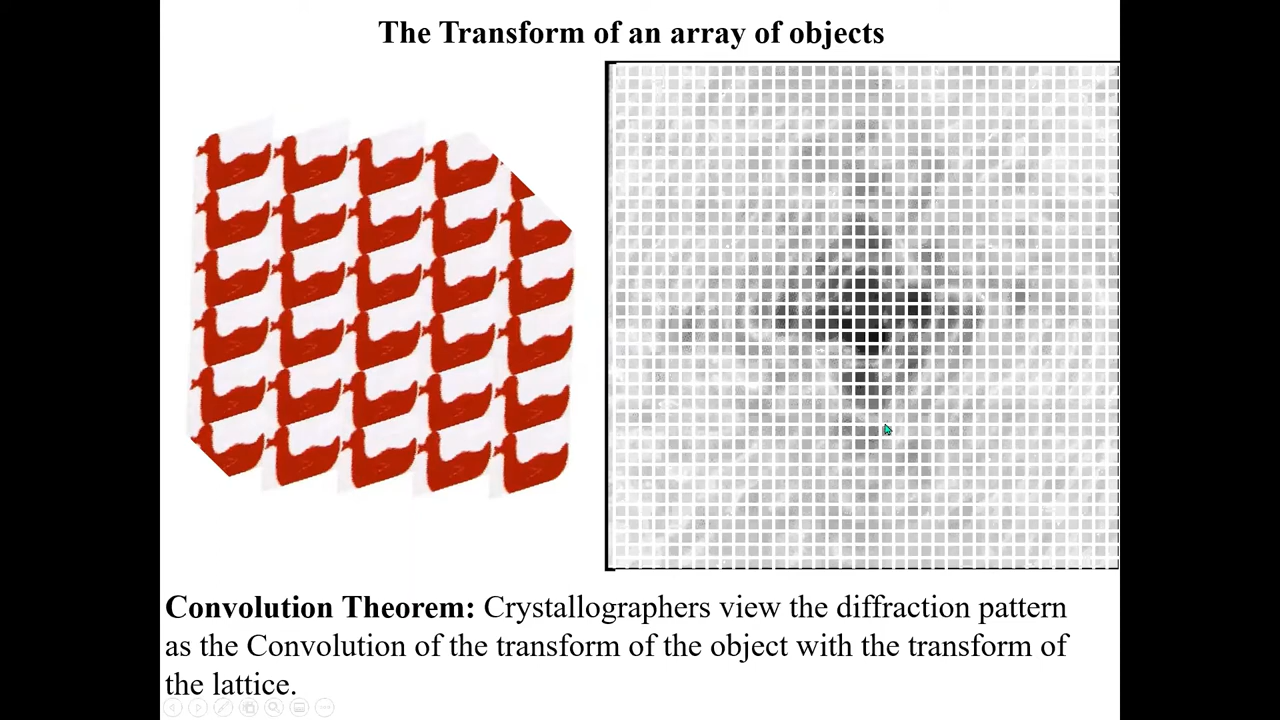 The Transform of an array of objects
Convolution Theorem: Crystallographers view the diffraction pattern
as the Convolution of the transform of the object with the transform of
the lattice.